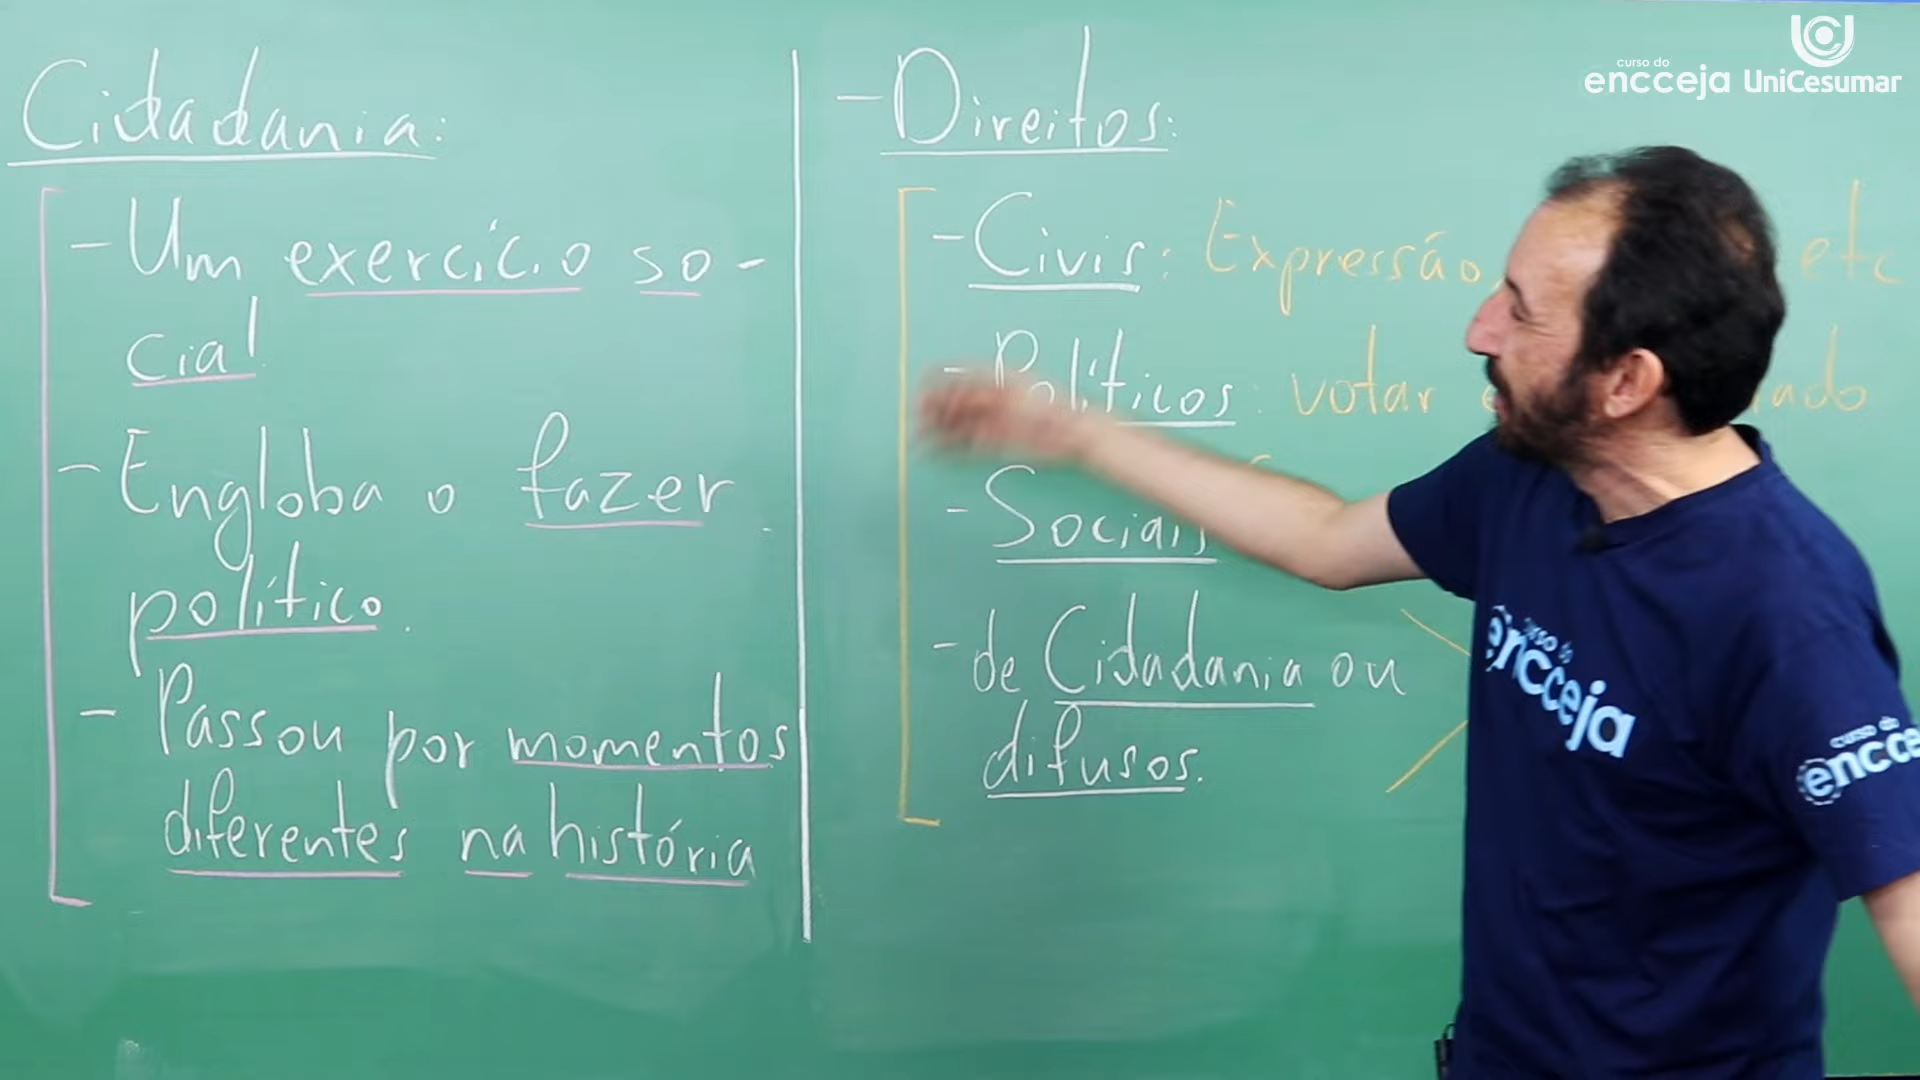 Cidadania:
- Um exercício so-
cial
- Engloba o fazer
político.
- Passou por momentos
diferentes na história
- Direitos:
- Civis: Expressão, etc
- Políticos: votar
- Sociais
- de Cidadania ou
difusos.
curso do
encceja UniCesumar
curso do
encceja
curso do